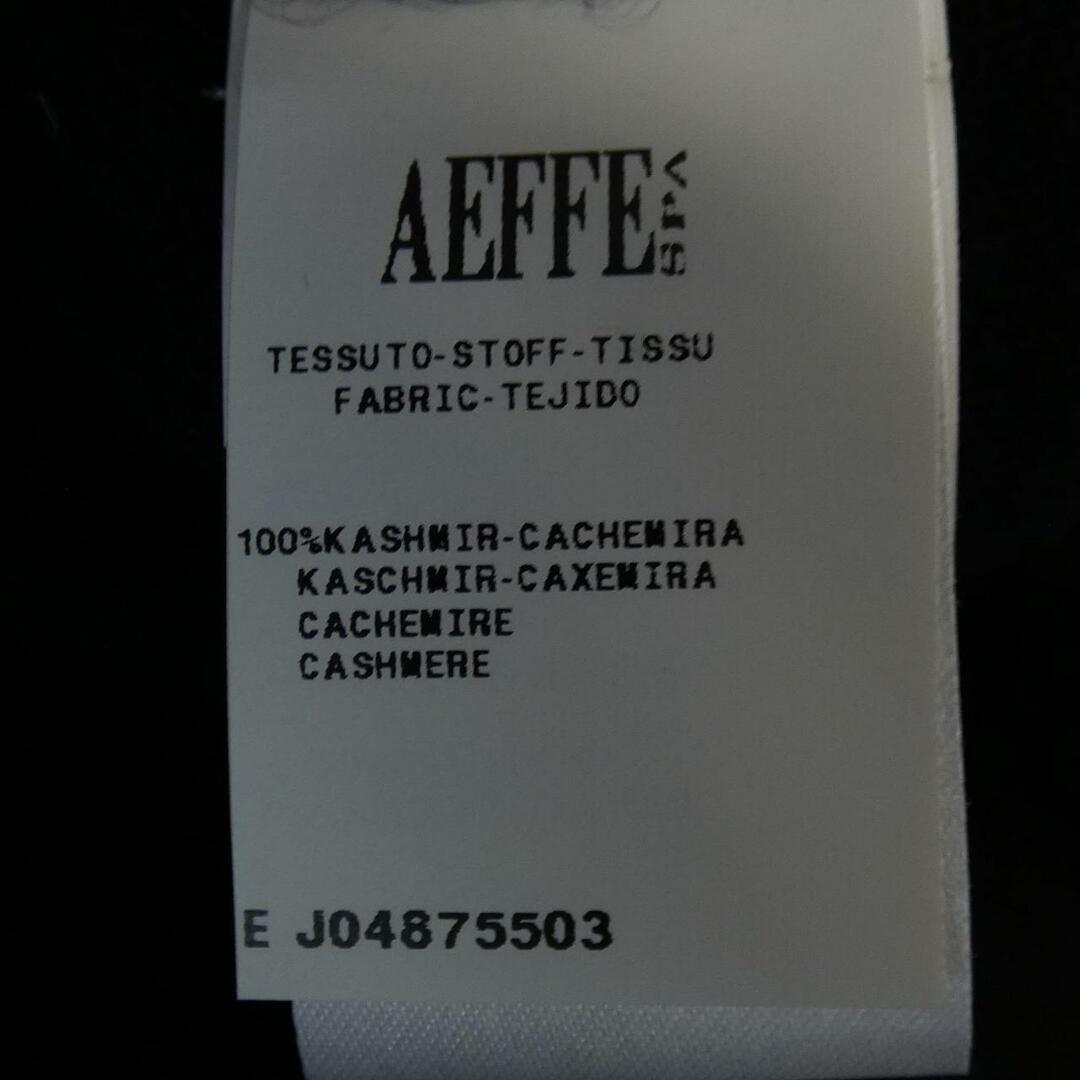 AEFFE SPA
TESSUTO-STOFF-TISSU
FABRIC-TEJIDO
100%KASHMIR-CACHEMIRA
KASCHMIR-CAXEMIRA
CACHEMIRE
CASHMERE
E J04875503